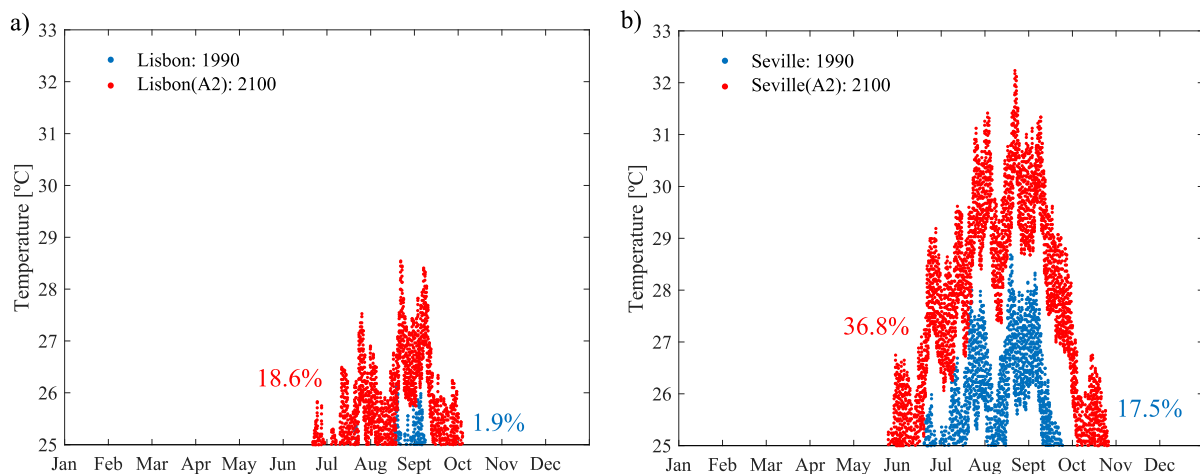 a)
Temperature [ºC]
33
32
31
30
29
28
27
26
25
Lisbon: 1990
Lisbon(A2): 2100
18.6%
1.9%
Jan Feb Mar Apr May Jun Jul Aug Sept Oct Nov Dec
b)
Temperature [ºC]
33
32
31
30
29
28
27
26
25
Seville: 1990
Seville(A2): 2100
36.8%
17.5%
Jan Feb Mar Apr May Jun Jul Aug Sept Oct Nov Dec